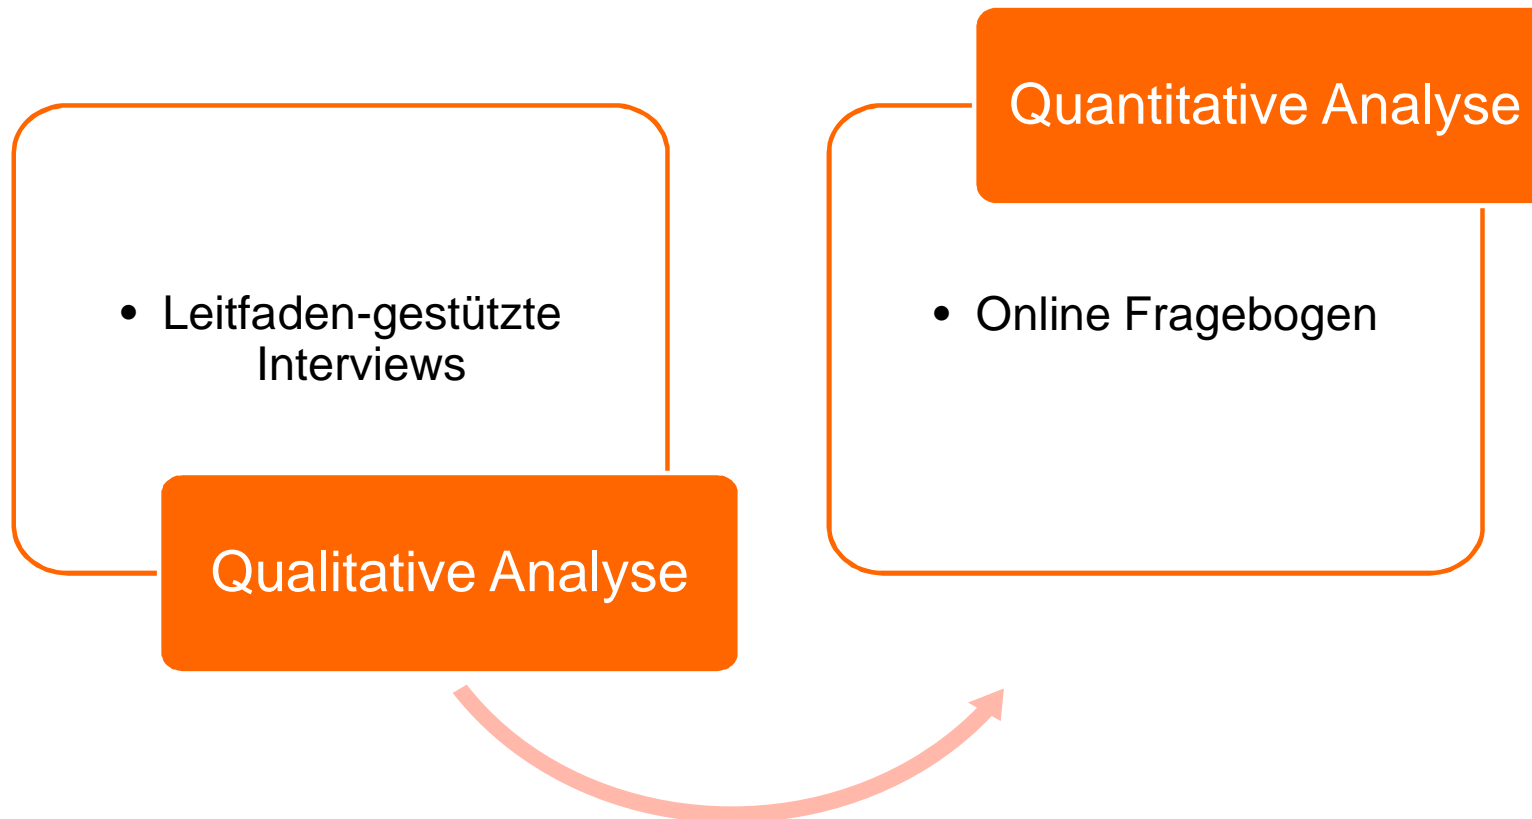 • Leitfaden-gestützte
Interviews
Qualitative Analyse
Quantitative Analyse
• Online Fragebogen